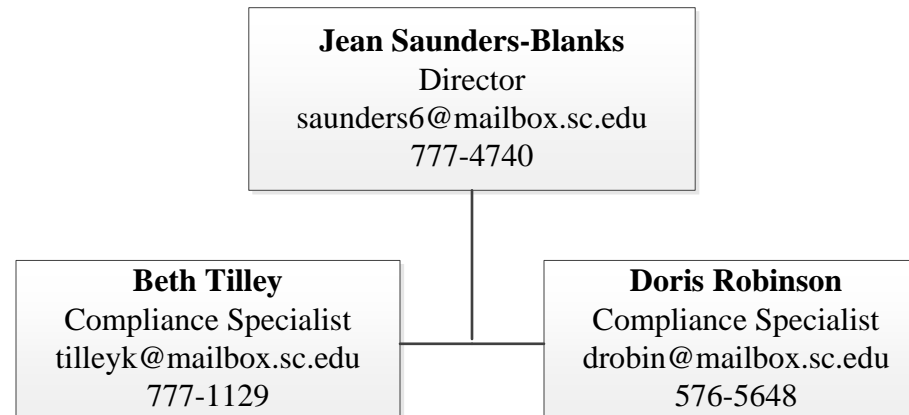 Jean Saunders-Blanks
Director
saunders6@mailbox.sc.edu
777-4740
Beth Tilley
Compliance Specialist
tilleyk@mailbox.sc.edu
777-1129
Doris Robinson
Compliance Specialist
drobin@mailbox.sc.edu
576-5648